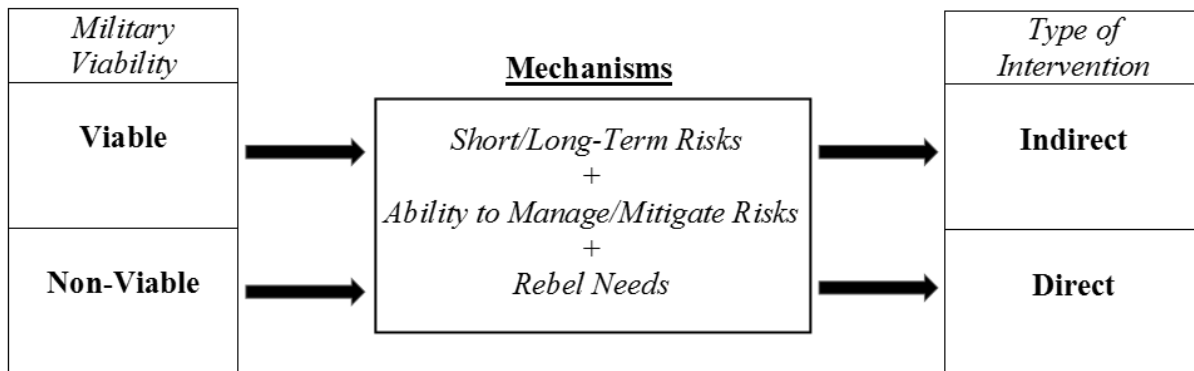 Military
Viability
Viable
Non-Viable
Mechanisms
Short/Long-Term Risks
+
Ability to Manage/Mitigate Risks
+
Rebel Needs
Type of
Intervention
Indirect
Direct